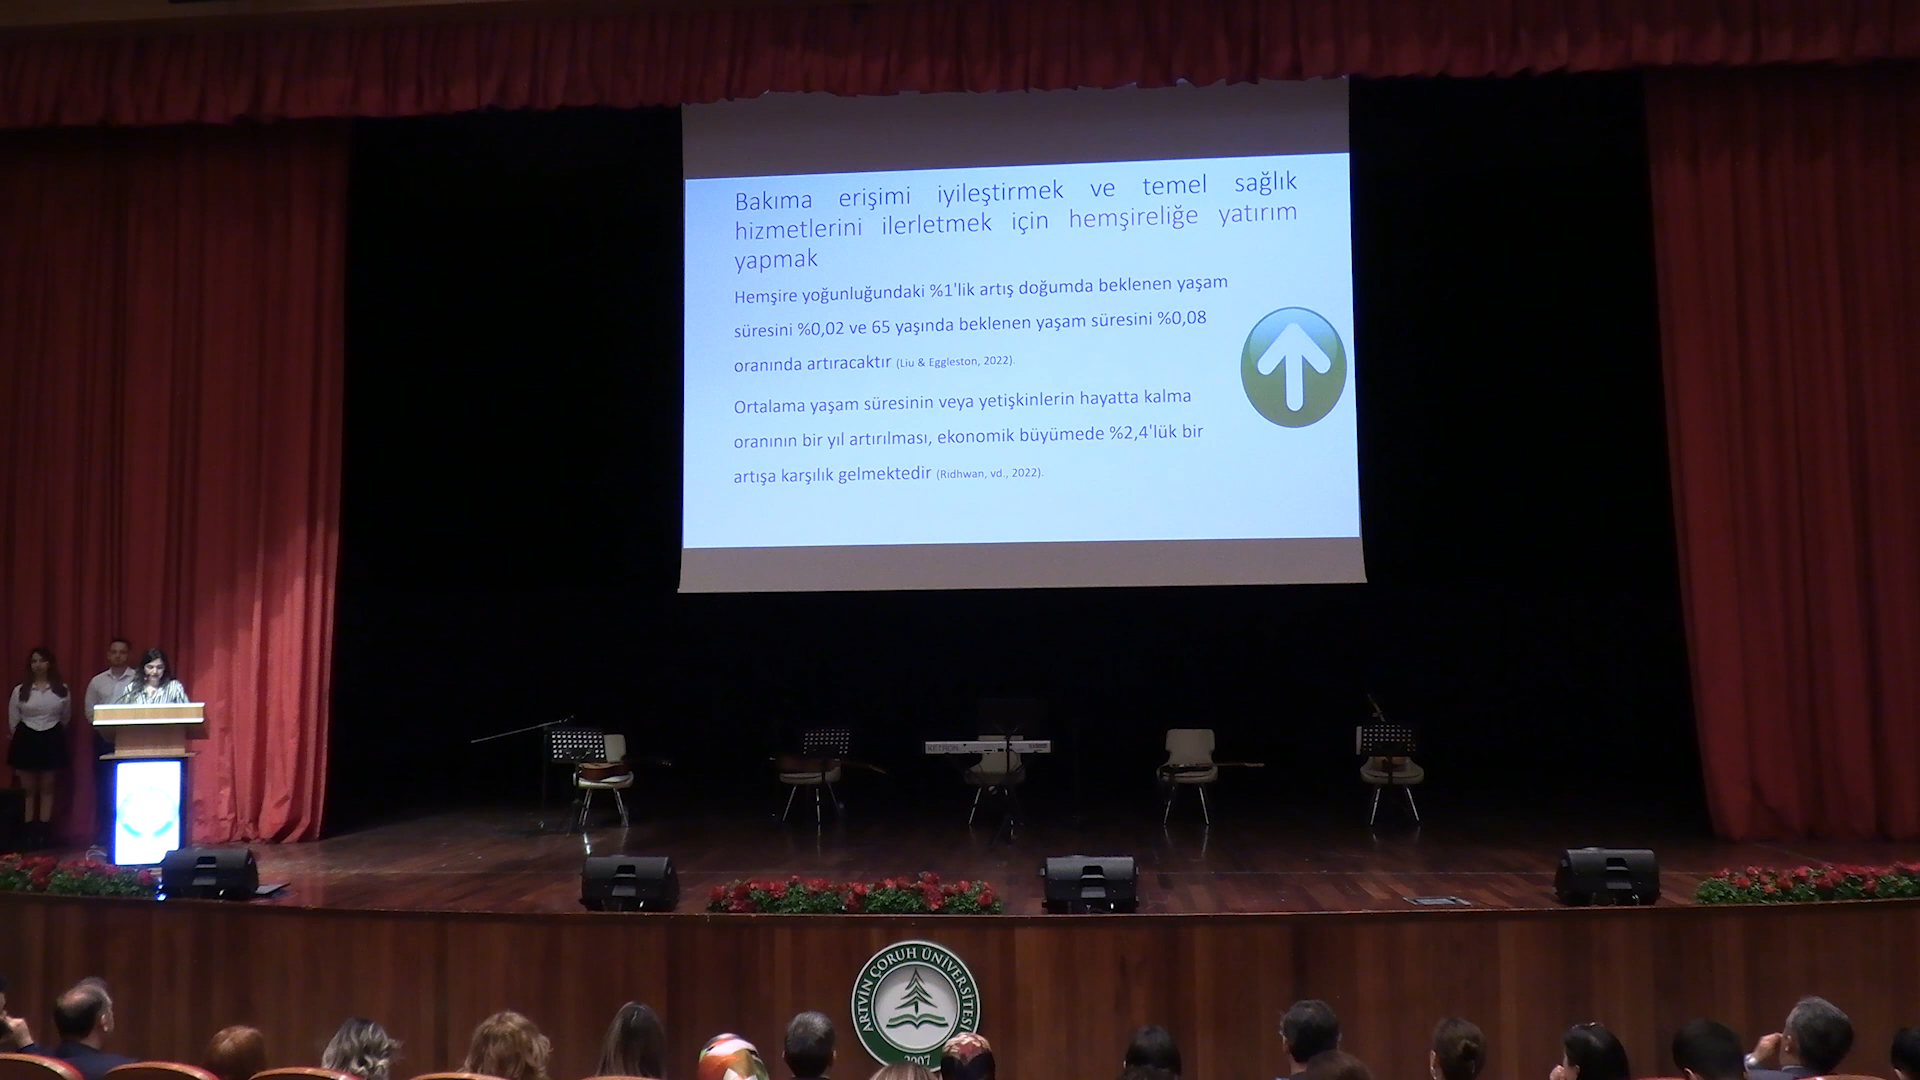 Bakıma erişimi iyileştirmek ve temel sağlık
hizmetlerini ilerletmek için hemşireliğe yatırım
yapmak
Hemşire yoğunluğundaki %1'lik artış doğumda beklenen yaşam
süresini %0,02 ve 65 yaşında beklenen yaşam süresini %0,08
oranında artıracaktır (Liu & Eggleston, 2022).
Ortalama yaşam süresinin veya yetişkinlerin hayatta kalma
oranının bir yıl artırılması, ekonomik büyümede %2,4'lük bir
artışa karşılık gelmektedir (Ridhwan, vd., 2022).
KETRON
ARTVİN ÇORUH ÜNİVERSİTESİ
2007